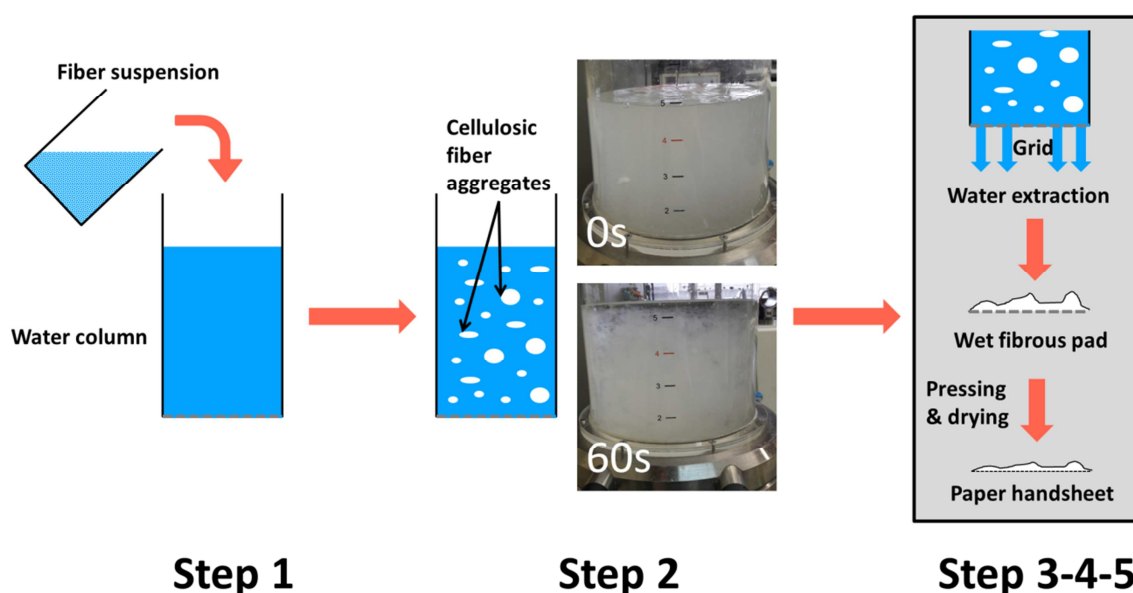 Fiber suspension
Water column
Step 1
Cellulosic
fiber
aggregates
5
4
3
2
0s
5
4
3
2
60s
Step 2
Grid
Water extraction
Wet fibrous pad
Pressing
& drying
Paper handsheet
Step 3-4-5